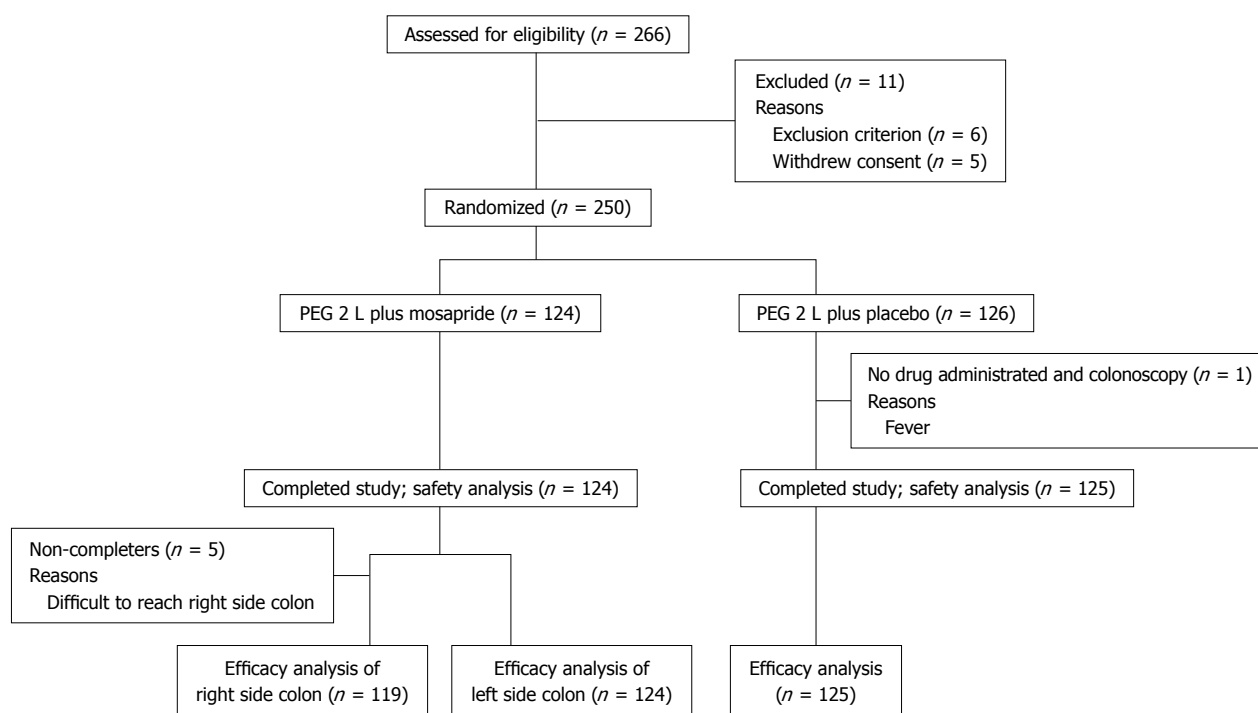 Assessed for eligibility (n = 266)
Excluded (n = 11)
Reasons
Exclusion criterion (n = 6)
Withdrew consent (n = 5)
Randomized (n = 250)
PEG 2 L plus mosapride (n = 124)
PEG 2 L plus placebo (n = 126)
No drug administrated and colonoscopy (n = 1)
Reasons
Fever
Completed study; safety analysis (n = 124)
Completed study; safety analysis (n = 125)
Non-completers (n = 5)
Reasons
Difficult to reach right side colon
Efficacy analysis of
right side colon (n = 119)
Efficacy analysis of
left side colon (n = 124)
Efficacy analysis
(n = 125)